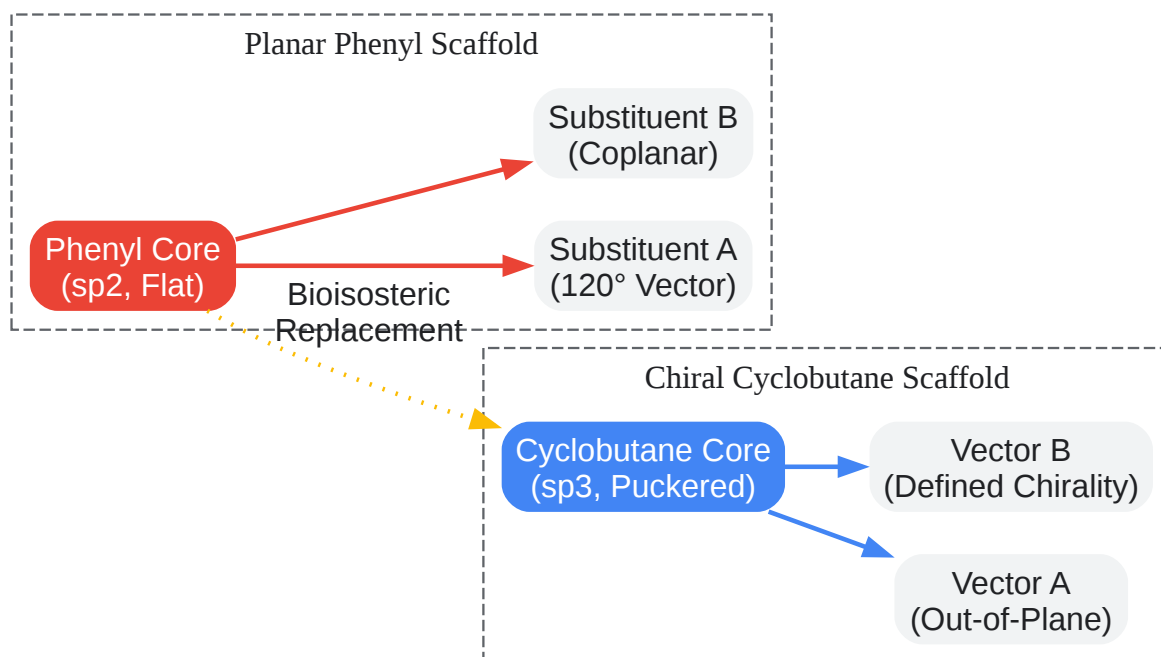 Planar Phenyl Scaffold
Substituent B
(Coplanar)
Phenyl Core
(sp2, Flat)
Substituent A
(120° Vector)
Bioisosteric
Replacement
Chiral Cyclobutane Scaffold
Cyclobutane Core
(sp3, Puckered)
Vector B
(Defined Chirality)
Vector A
(Out-of-Plane)